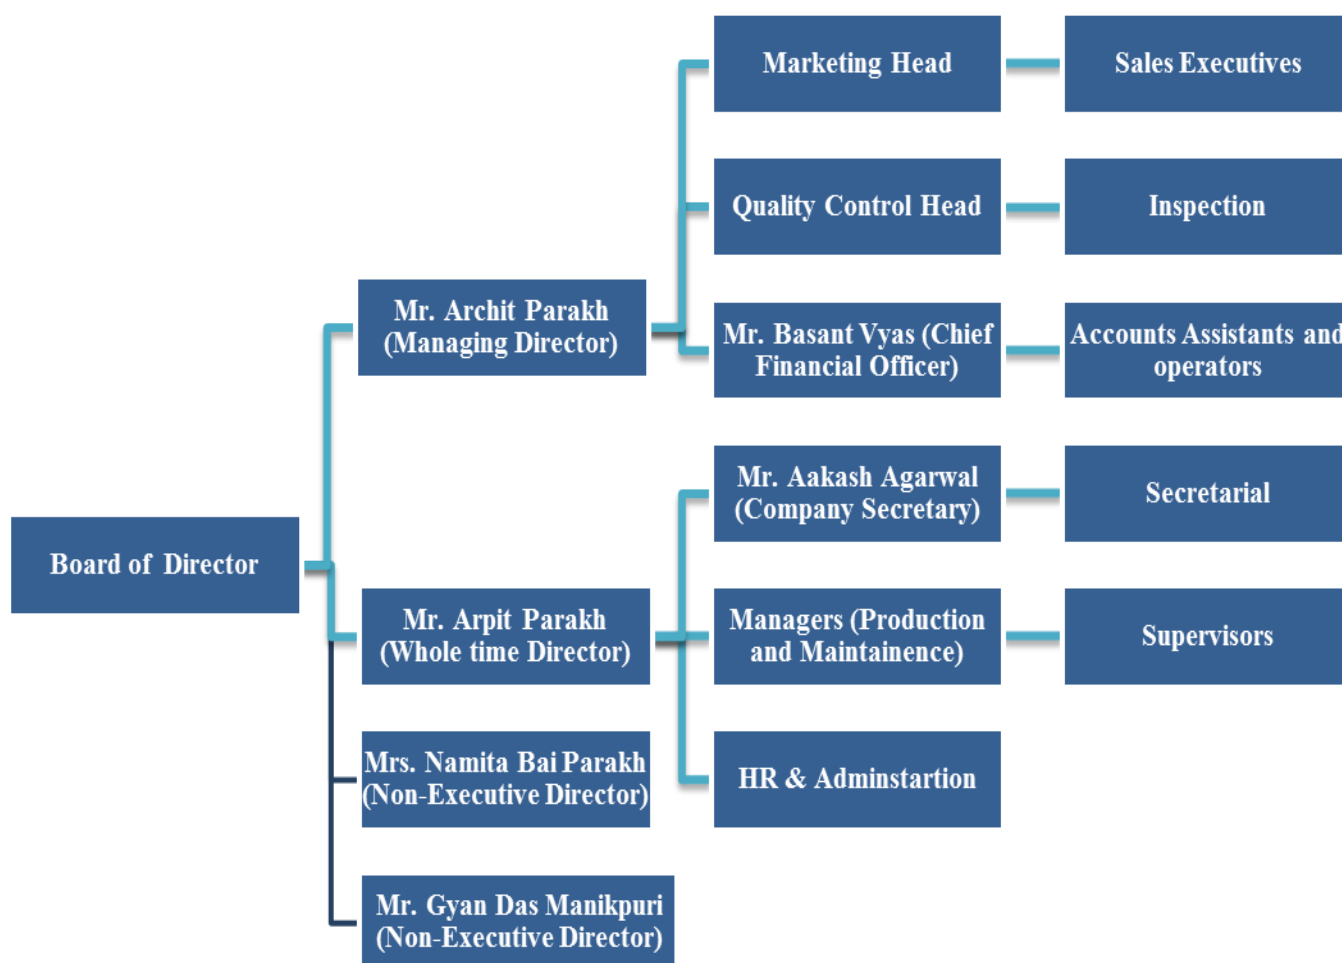 Marketing Head
Sales Executives
Quality Control Head
Inspection
Mr. Archit Parakh
(Managing Director)
Mr. Basant Vyas (Chief
Financial Officer)
Accounts Assistants and
operators
Mr. Aakash Agarwal
(Company Secretary)
Secretarial
Board of Director
Mr. Arpit Parakh
(Whole time Director)
Managers (Production
and Maintainence)
Supervisors
Mrs. Namita Bai Parakh
(Non-Executive Director)
HR & Adminstartion
Mr. Gyan Das Manikpuri
(Non-Executive Director)